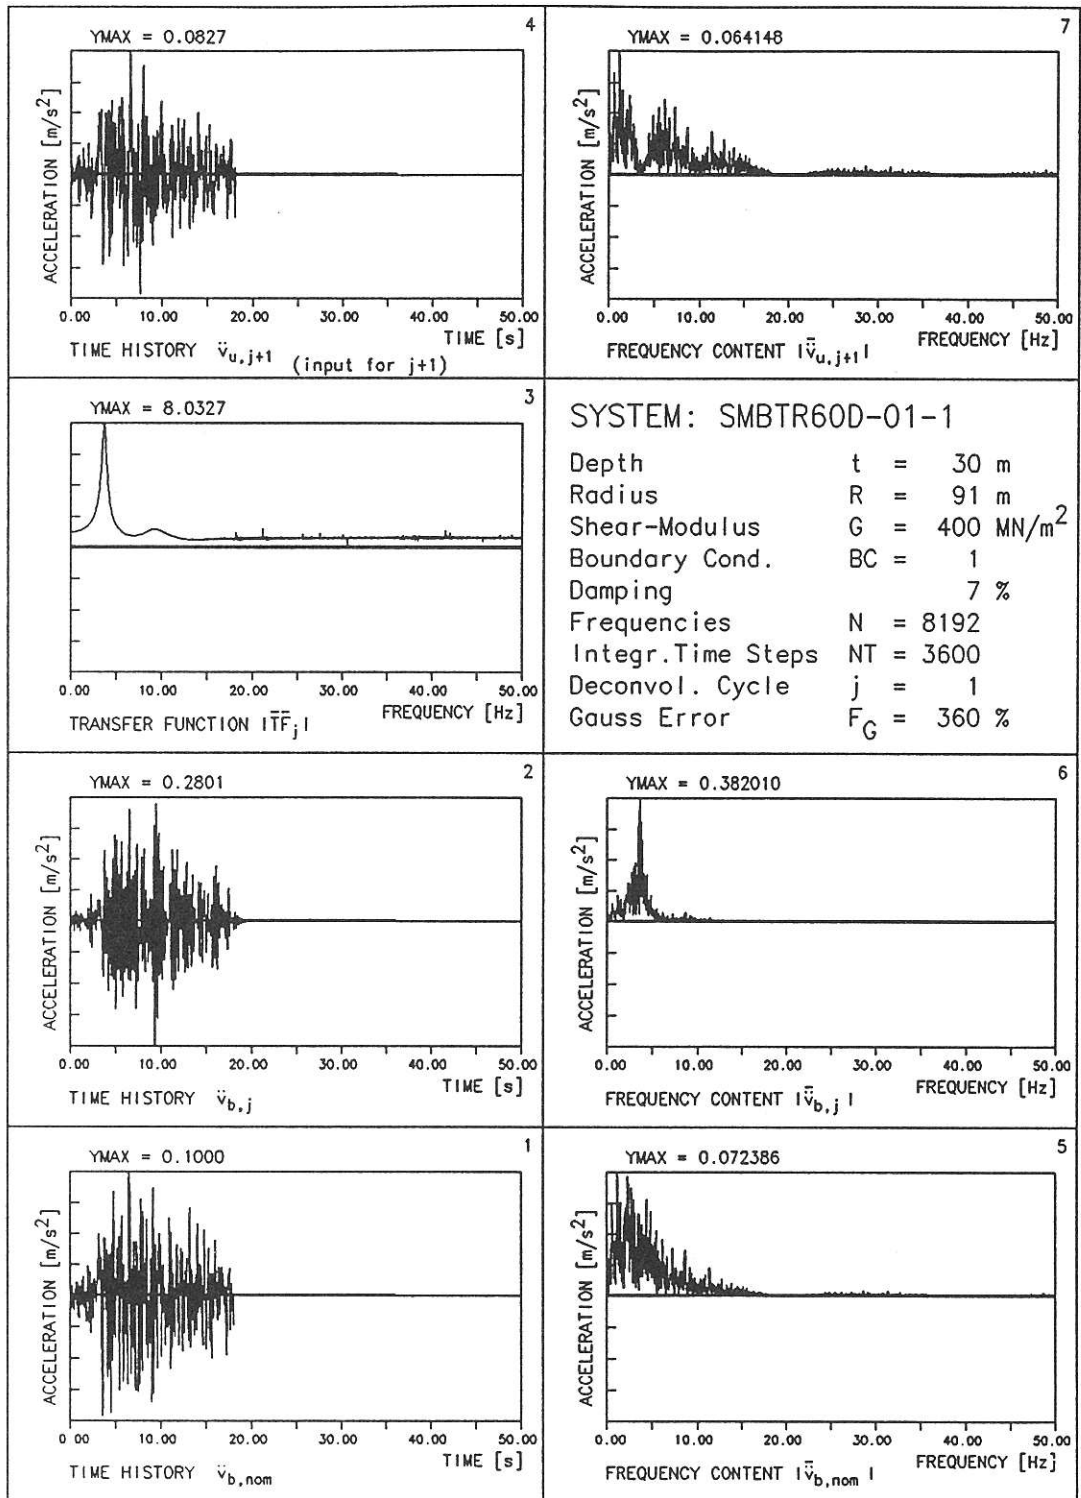 4
YMAX = 0.0827
ACCELERATION [m/s²]
0.00 10.00 20.00 30.00 40.00 50.00
TIME [s]
TIME HISTORY v̈u,j+1 (input for j+1)
7
YMAX = 0.064148
ACCELERATION [m/s²]
0.00 10.00 20.00 30.00 40.00 50.00
FREQUENCY [Hz]
FREQUENCY CONTENT |v̄̈u,j+1|
3
YMAX = 8.0327
0.00 10.00 20.00 30.00 40.00 50.00
FREQUENCY [Hz]
TRANSFER FUNCTION |T̄F̄j|
SYSTEM: SMBTR60D-01-1
Depth t = 30 m
Radius R = 91 m
Shear-Modulus G = 400 MN/m²
Boundary Cond. BC = 1
Damping 7 %
Frequencies N = 8192
Integr.Time Steps NT = 3600
Deconvol. Cycle j = 1
Gauss Error FG = 360 %
2
YMAX = 0.2801
ACCELERATION [m/s²]
0.00 10.00 20.00 30.00 40.00 50.00
TIME [s]
TIME HISTORY v̈b,j
6
YMAX = 0.382010
ACCELERATION [m/s²]
0.00 10.00 20.00 30.00 40.00 50.00
FREQUENCY [Hz]
FREQUENCY CONTENT |v̄̈b,j|
1
YMAX = 0.1000
ACCELERATION [m/s²]
0.00 10.00 20.00 30.00 40.00 50.00
TIME [s]
TIME HISTORY v̈b,nom
5
YMAX = 0.072386
ACCELERATION [m/s²]
0.00 10.00 20.00 30.00 40.00 50.00
FREQUENCY [Hz]
FREQUENCY CONTENT |v̄̈b,nom|